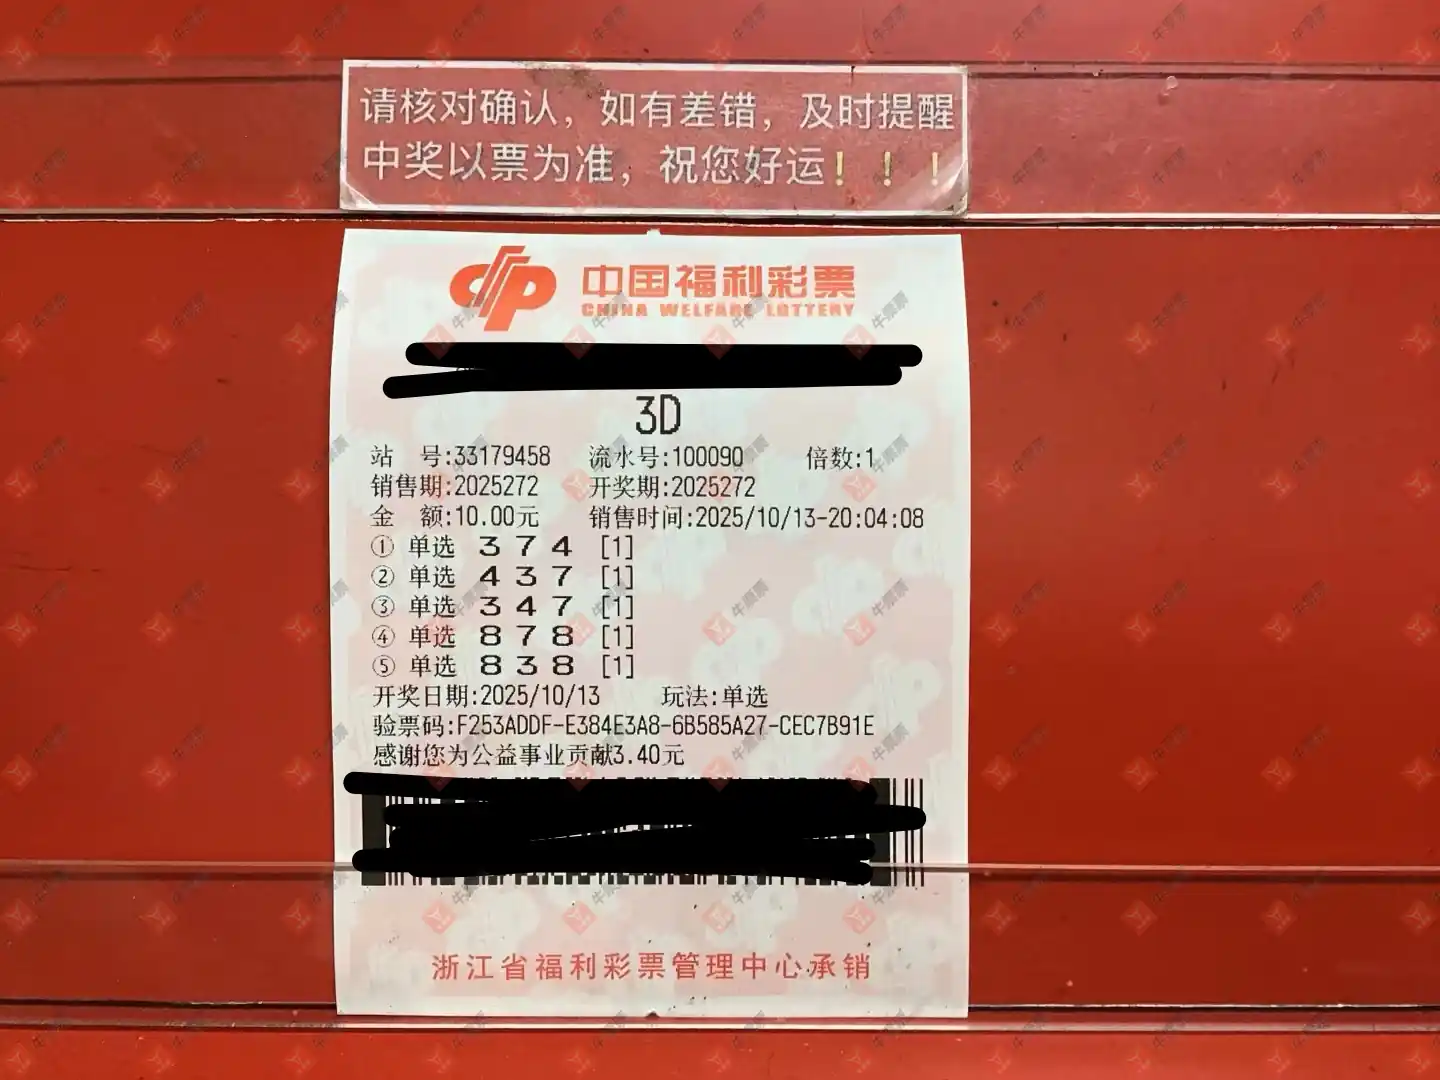 请核对确认，如有差错，及时提醒
中奖以票为准，祝您好运！！！
中国福利彩票
CHINA WELFARE LOTTERY
3D
站 号:33179458 流水号:100090 倍数:1
销售期:2025272 开奖期:2025272
金 额:10.00元 销售时间:2025/10/13-20:04:08
① 单选 3 7 4 [1]
② 单选 4 3 7 [1]
③ 单选 3 4 7 [1]
④ 单选 8 7 8 [1]
⑤ 单选 8 3 8 [1]
开奖日期:2025/10/13 玩法:单选
验票码:F253ADDF-E384E3A8-6B585A27-CEC7B91E
感谢您为公益事业贡献3.40元
浙江省福利彩票管理中心承销
牛票票